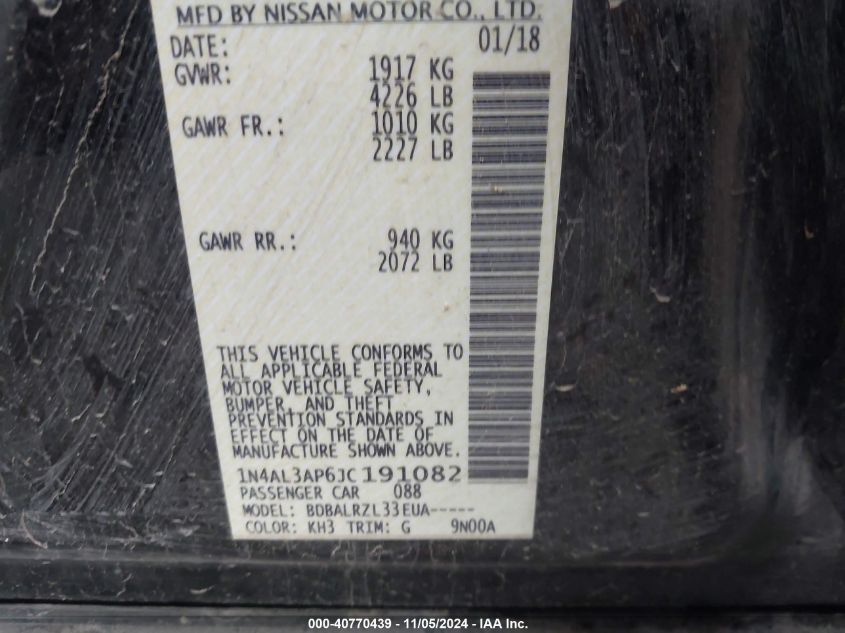 MFD BY NISSAN MOTOR CO., LTD.
DATE: 01/18
GVWR: 1917 KG
4226 LB
GAWR FR.: 1010 KG
2227 LB
GAWR RR.: 940 KG
2072 LB
THIS VEHICLE CONFORMS TO
ALL APPLICABLE FEDERAL
MOTOR VEHICLE SAFETY,
BUMPER, AND THEFT
PREVENTION STANDARDS IN
EFFECT ON THE DATE OF
MANUFACTURE SHOWN ABOVE.
1N4AL3AP6JC191082
PASSENGER CAR 088
MODEL: BDBALRZL33EUA-----
COLOR: KH3 TRIM: G 9N00A
000-40770439 - 11/05/2024 - IAA Inc.